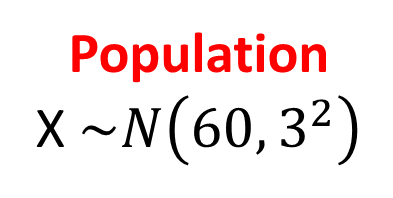 Population
X ~N(60, 3²)